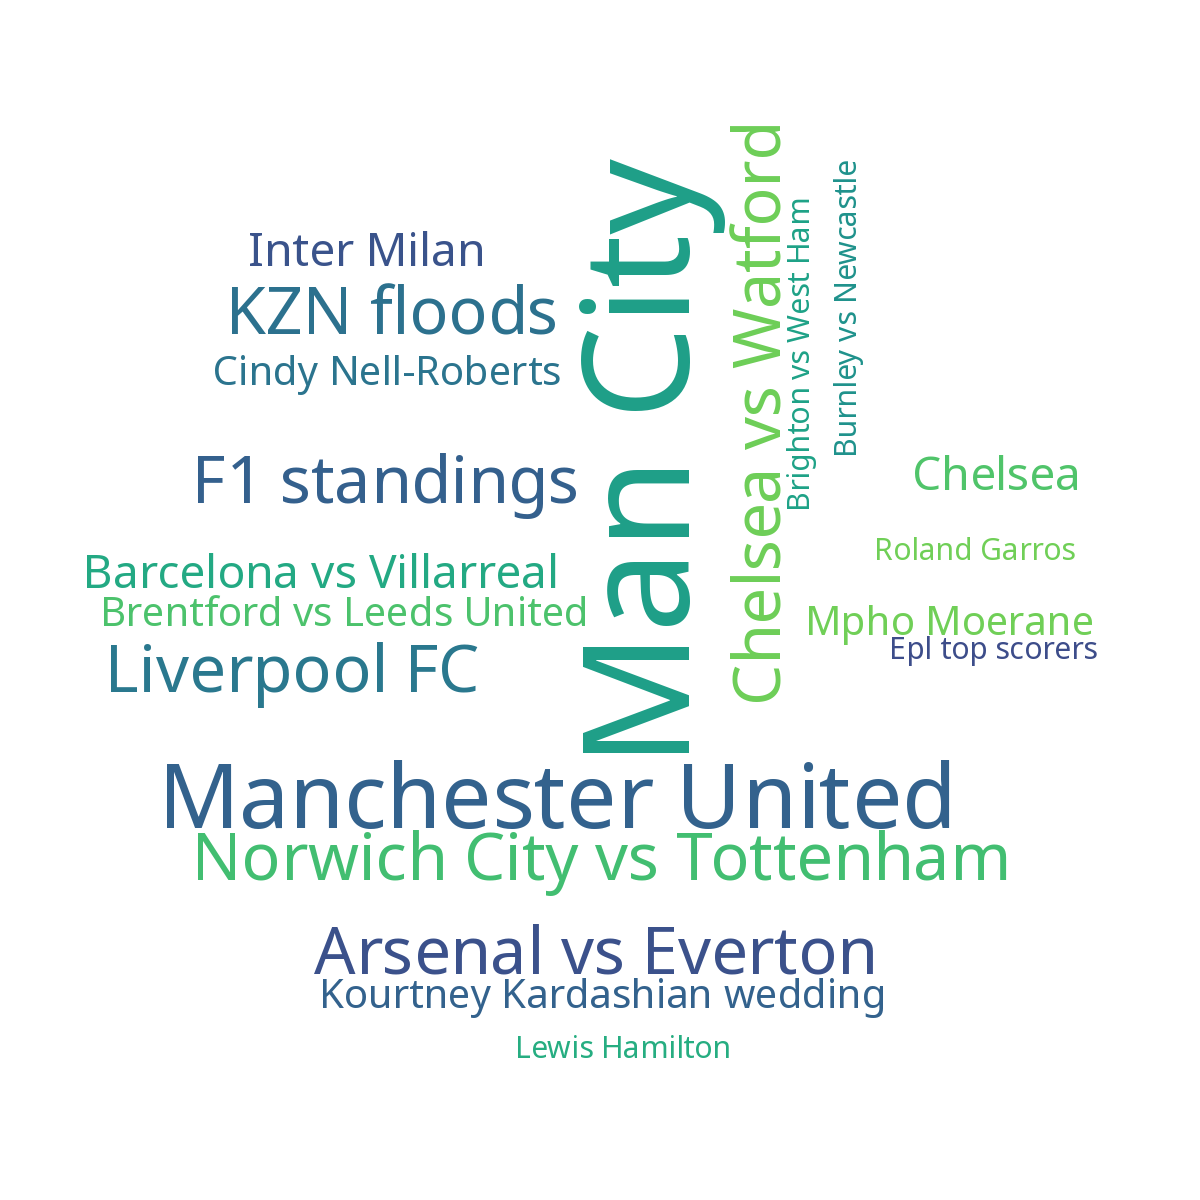 Inter Milan
KZN floods
Cindy Nell-Roberts
F1 standings
Barcelona vs Villarreal
Brentford vs Leeds United
Liverpool FC
Man City
Chelsea vs Watford
Brighton vs West Ham
Burnley vs Newcastle
Chelsea
Roland Garros
Mpho Moerane
Epl top scorers
Manchester United
Norwich City vs Tottenham
Arsenal vs Everton
Kourtney Kardashian wedding
Lewis Hamilton